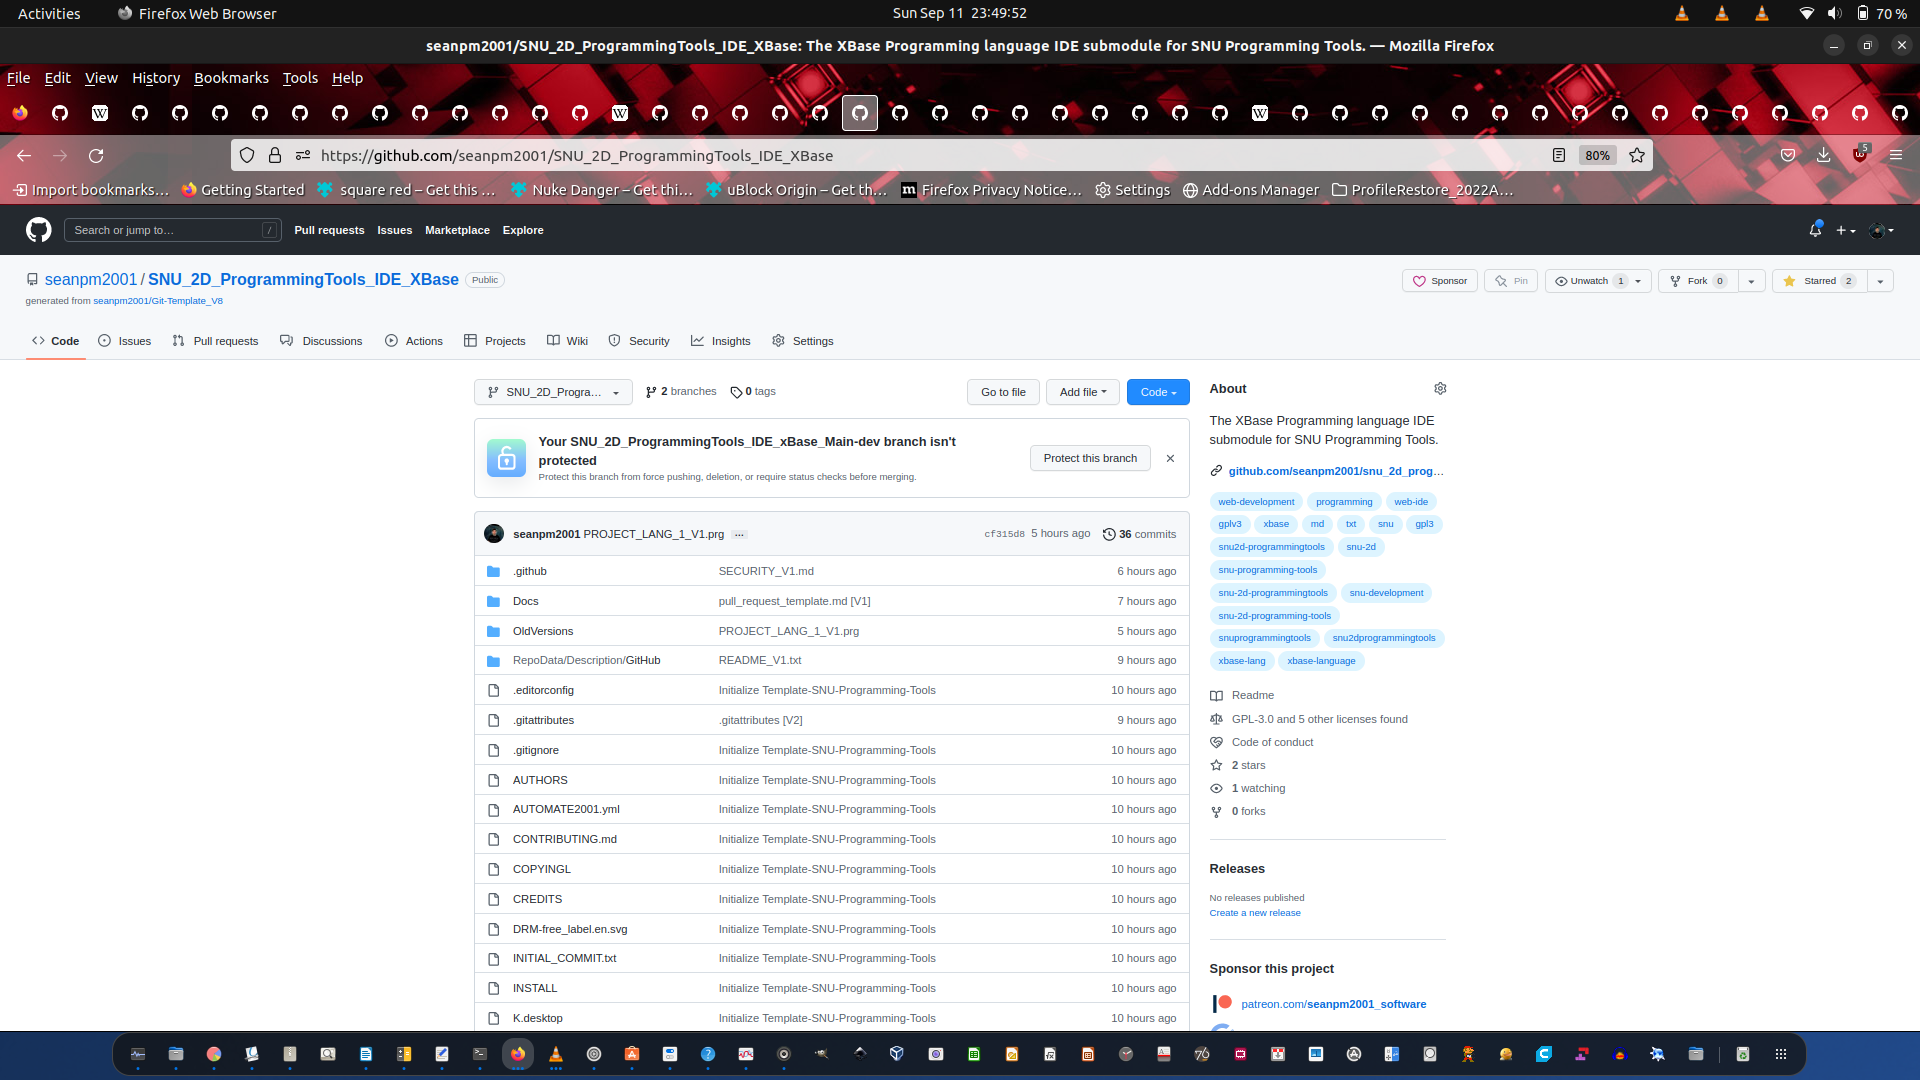 Activities
Firefox Web Browser
Sun Sep 11 23:49:52
70 %
seanpm2001/SNU_2D_ProgrammingTools_IDE_XBase: The XBase Programming language IDE submodule for SNU Programming Tools. — Mozilla Firefox
File Edit View History Bookmarks Tools Help
https://github.com/seanpm2001/SNU_2D_ProgrammingTools_IDE_XBase
80%
5
Import bookmarks…
Getting Started
square red – Get this …
Nuke Danger – Get thi…
uBlock Origin – Get th…
Firefox Privacy Notice…
Settings
Add-ons Manager
ProfileRestore_2022A…
Search or jump to…
/
Pull requests
Issues
Marketplace
Explore
seanpm2001 / SNU_2D_ProgrammingTools_IDE_XBase
Public
generated from seanpm2001/Git-Template_V8
Sponsor
Pin
Unwatch 1
Fork 0
Starred 2
Code
Issues
Pull requests
Discussions
Actions
Projects
Wiki
Security
Insights
Settings
SNU_2D_Progra…
2 branches
0 tags
Go to file
Add file
Code
Your SNU_2D_ProgrammingTools_IDE_xBase_Main-dev branch isn't
protected
Protect this branch from force pushing, deletion, or require status checks before merging.
Protect this branch
seanpm2001 PROJECT_LANG_1_V1.prg …
cf315d8 5 hours ago
36 commits
.github SECURITY_V1.md 6 hours ago
Docs pull_request_template.md [V1] 7 hours ago
OldVersions PROJECT_LANG_1_V1.prg 5 hours ago
RepoData/Description/GitHub README_V1.txt 9 hours ago
.editorconfig Initialize Template-SNU-Programming-Tools 10 hours ago
.gitattributes .gitattributes [V2] 9 hours ago
.gitignore Initialize Template-SNU-Programming-Tools 10 hours ago
AUTHORS Initialize Template-SNU-Programming-Tools 10 hours ago
AUTOMATE2001.yml Initialize Template-SNU-Programming-Tools 10 hours ago
CONTRIBUTING.md Initialize Template-SNU-Programming-Tools 10 hours ago
COPYINGL Initialize Template-SNU-Programming-Tools 10 hours ago
CREDITS Initialize Template-SNU-Programming-Tools 10 hours ago
DRM-free_label.en.svg Initialize Template-SNU-Programming-Tools 10 hours ago
INITIAL_COMMIT.txt Initialize Template-SNU-Programming-Tools 10 hours ago
INSTALL Initialize Template-SNU-Programming-Tools 10 hours ago
K.desktop Initialize Template-SNU-Programming-Tools 10 hours ago
About
The XBase Programming language IDE
submodule for SNU Programming Tools.
github.com/seanpm2001/snu_2d_prog…
web-development programming web-ide
gplv3 xbase md txt snu gpl3
snu2d-programmingtools snu-2d
snu-programming-tools
snu-2d-programmingtools snu-development
snu-2d-programming-tools
snuprogrammingtools snu2dprogrammingtools
xbase-lang xbase-language
Readme
GPL-3.0 and 5 other licenses found
Code of conduct
2 stars
1 watching
0 forks
Releases
No releases published
Create a new release
Sponsor this project
patreon.com/seanpm2001_software